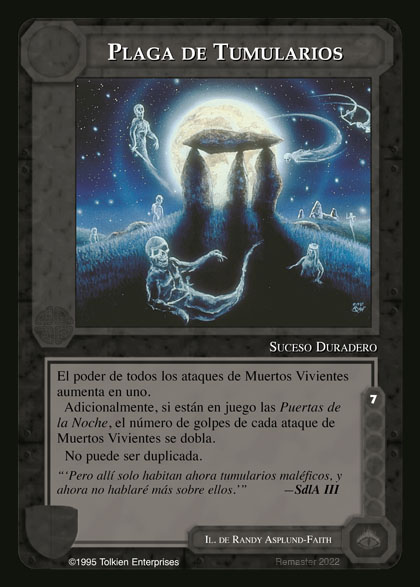 PLAGA DE TUMULARIOS
SUCESO DURADERO
El poder de todos los ataques de Muertos Vivientes
aumenta en uno.
Adicionalmente, si están en juego las Puertas de
la Noche, el número de golpes de cada ataque de
Muertos Vivientes se dobla.
No puede ser duplicada.
“‘Pero allí solo habitan ahora tumularios maléficos, y
ahora no hablaré más sobre ellos.’” —SdlA III
7
IL. DE RANDY ASPLUND-FAITH
©1995 Tolkien Enterprises
Remaster 2022